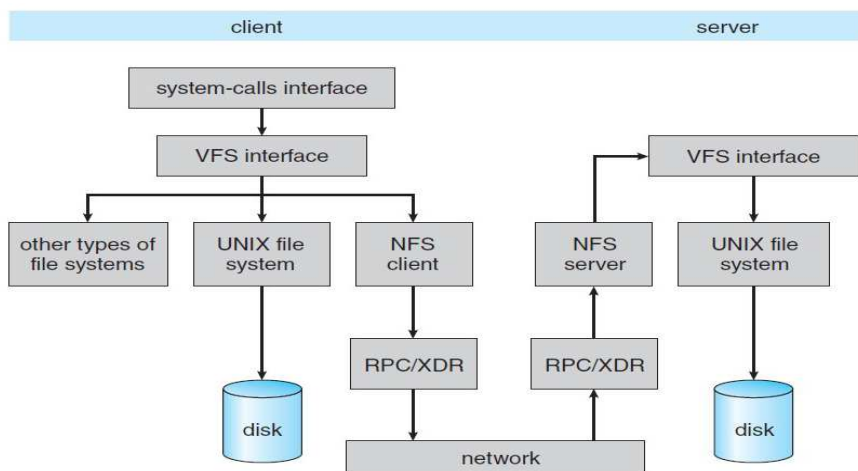 client
server
system-calls interface
VFS interface
VFS interface
other types of
file systems
UNIX file
system
NFS
client
NFS
server
UNIX file
system
RPC/XDR
RPC/XDR
disk
disk
network